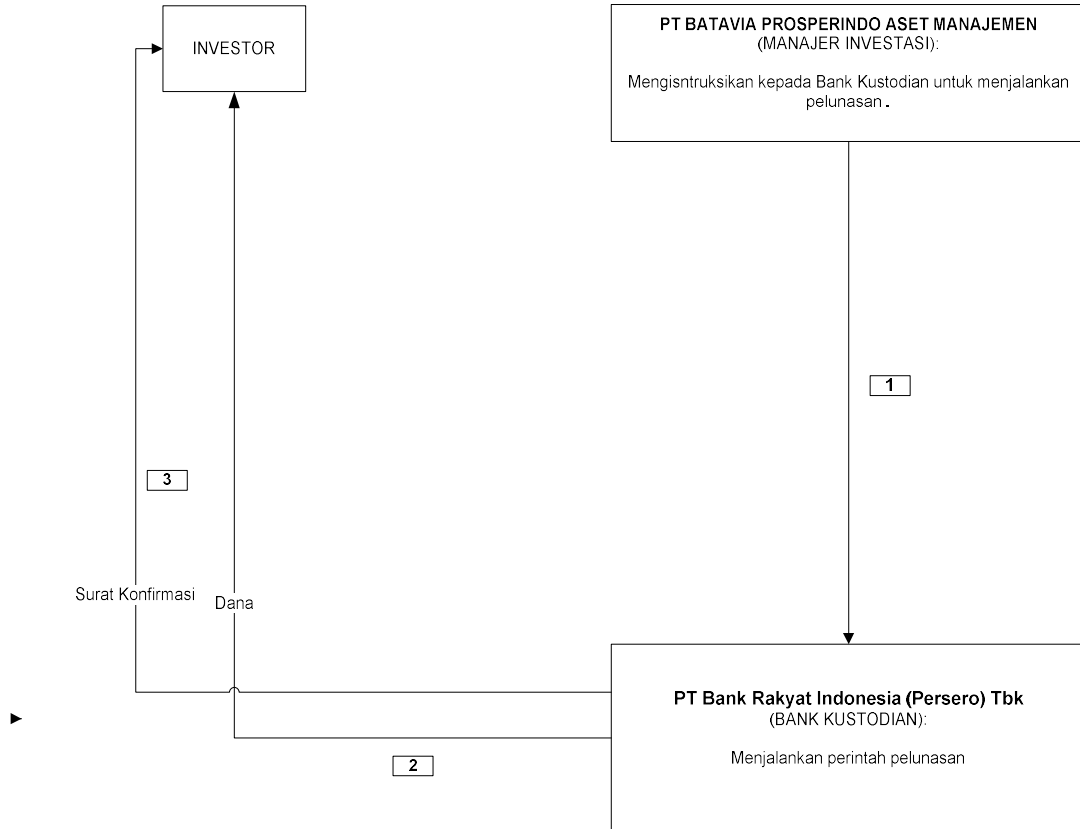 INVESTOR
PT BATAVIA PROSPERINDO ASET MANAJEMEN
(MANAJER INVESTASI):
Mengisntruksikan kepada Bank Kustodian untuk menjalankan
pelunasan .
1
3
Surat Konfirmasi
Dana
PT Bank Rakyat Indonesia (Persero) Tbk
(BANK KUSTODIAN):
Menjalankan perintah pelunasan
2